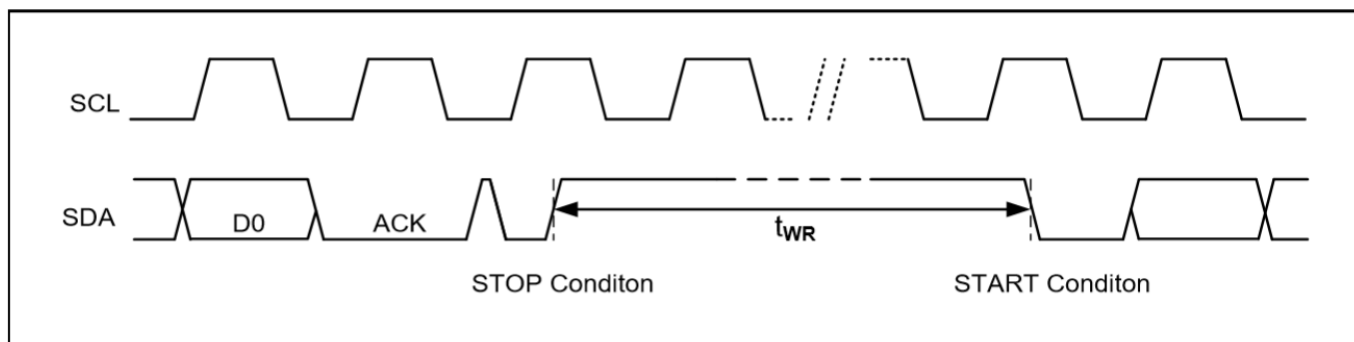 SCL
SDA
D0
ACK
tWR
STOP Conditon
START Conditon